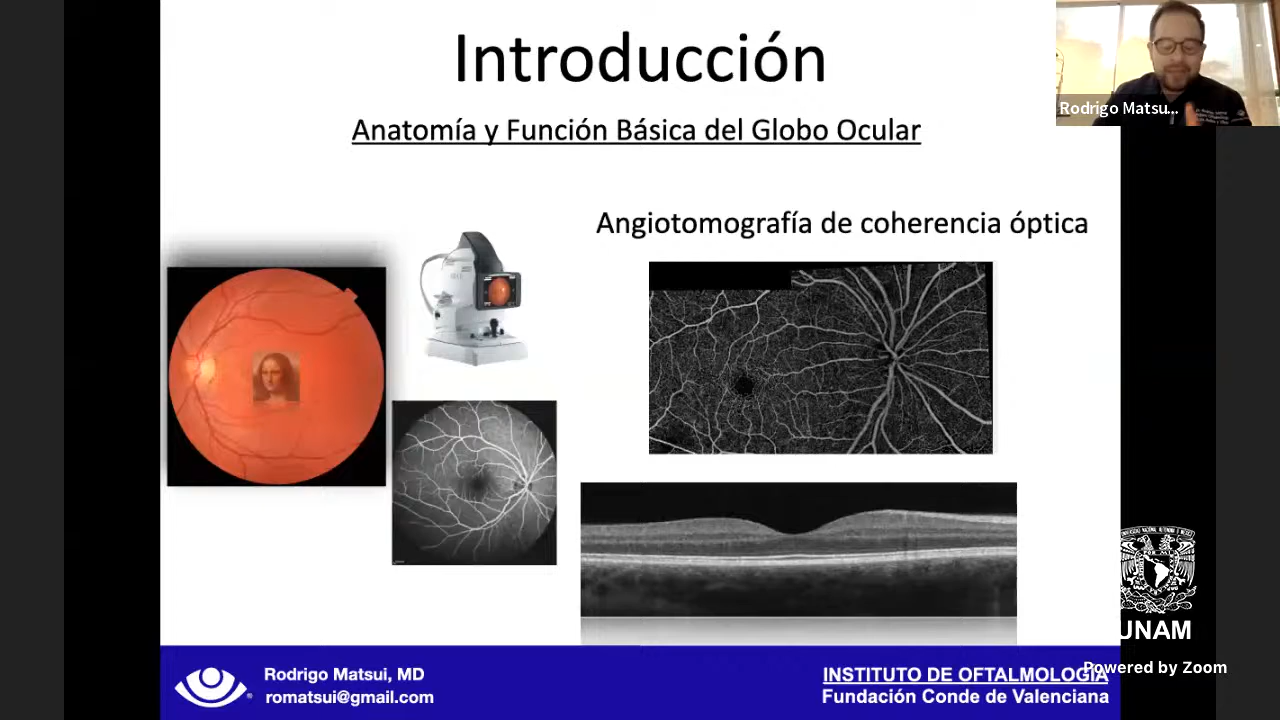 Introducción
Rodrigo Matsu...
Anatomía y Función Básica del Globo Ocular
Angiotomografía de coherencia óptica
UNAM
Powered by Zoom
Rodrigo Matsui, MD
romatsui@gmail.com
INSTITUTO DE OFTALMOLOGÍA
Fundación Conde de Valenciana